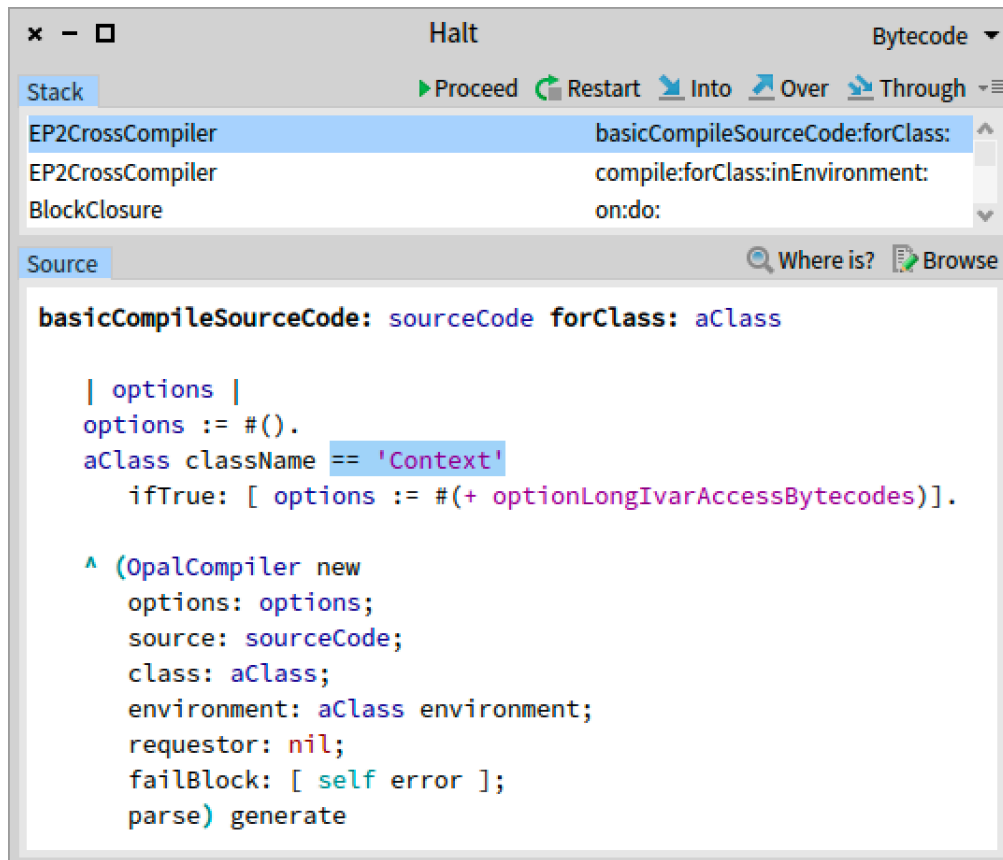 Halt Bytecode
Stack Proceed Restart Into Over Through
EP2CrossCompiler basicCompileSourceCode:forClass:
EP2CrossCompiler compile:forClass:inEnvironment:
BlockClosure on:do:
Source Where is? Browse
basicCompileSourceCode: sourceCode forClass: aClass
| options |
options := #().
aClass className == 'Context'
ifTrue: [ options := #(+ optionLongIvarAccessBytecodes)].
^ (OpalCompiler new
options: options;
source: sourceCode;
class: aClass;
environment: aClass environment;
requestor: nil;
failBlock: [ self error ];
parse) generate